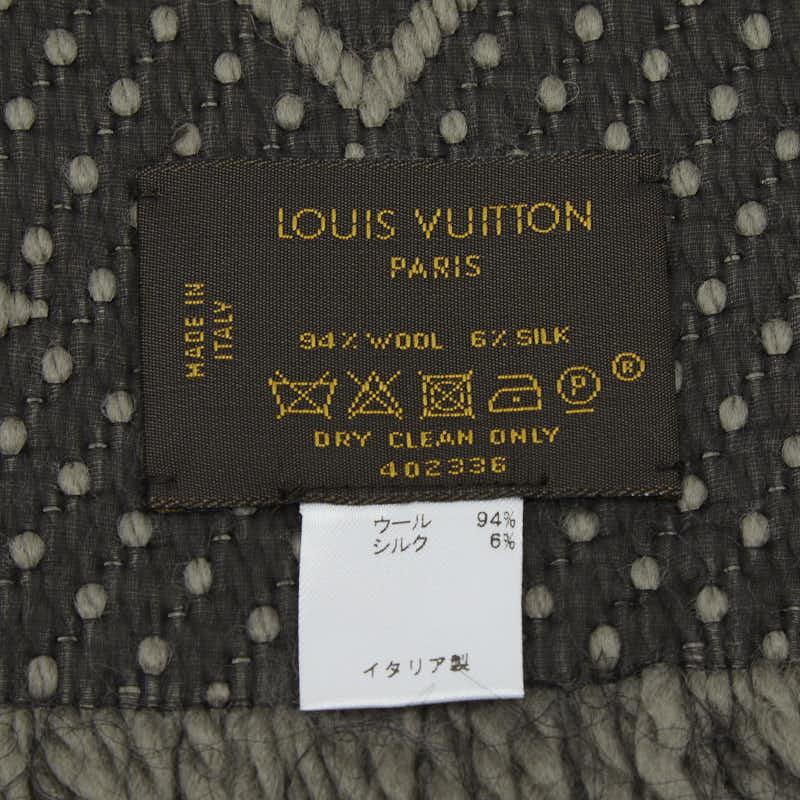 LOUIS VUITTON
PARIS
MADE IN
ITALY
94% WOOL 6% SILK
P ®
DRY CLEAN ONLY
402336
ウール 94%
シルク 6%
イタリア製